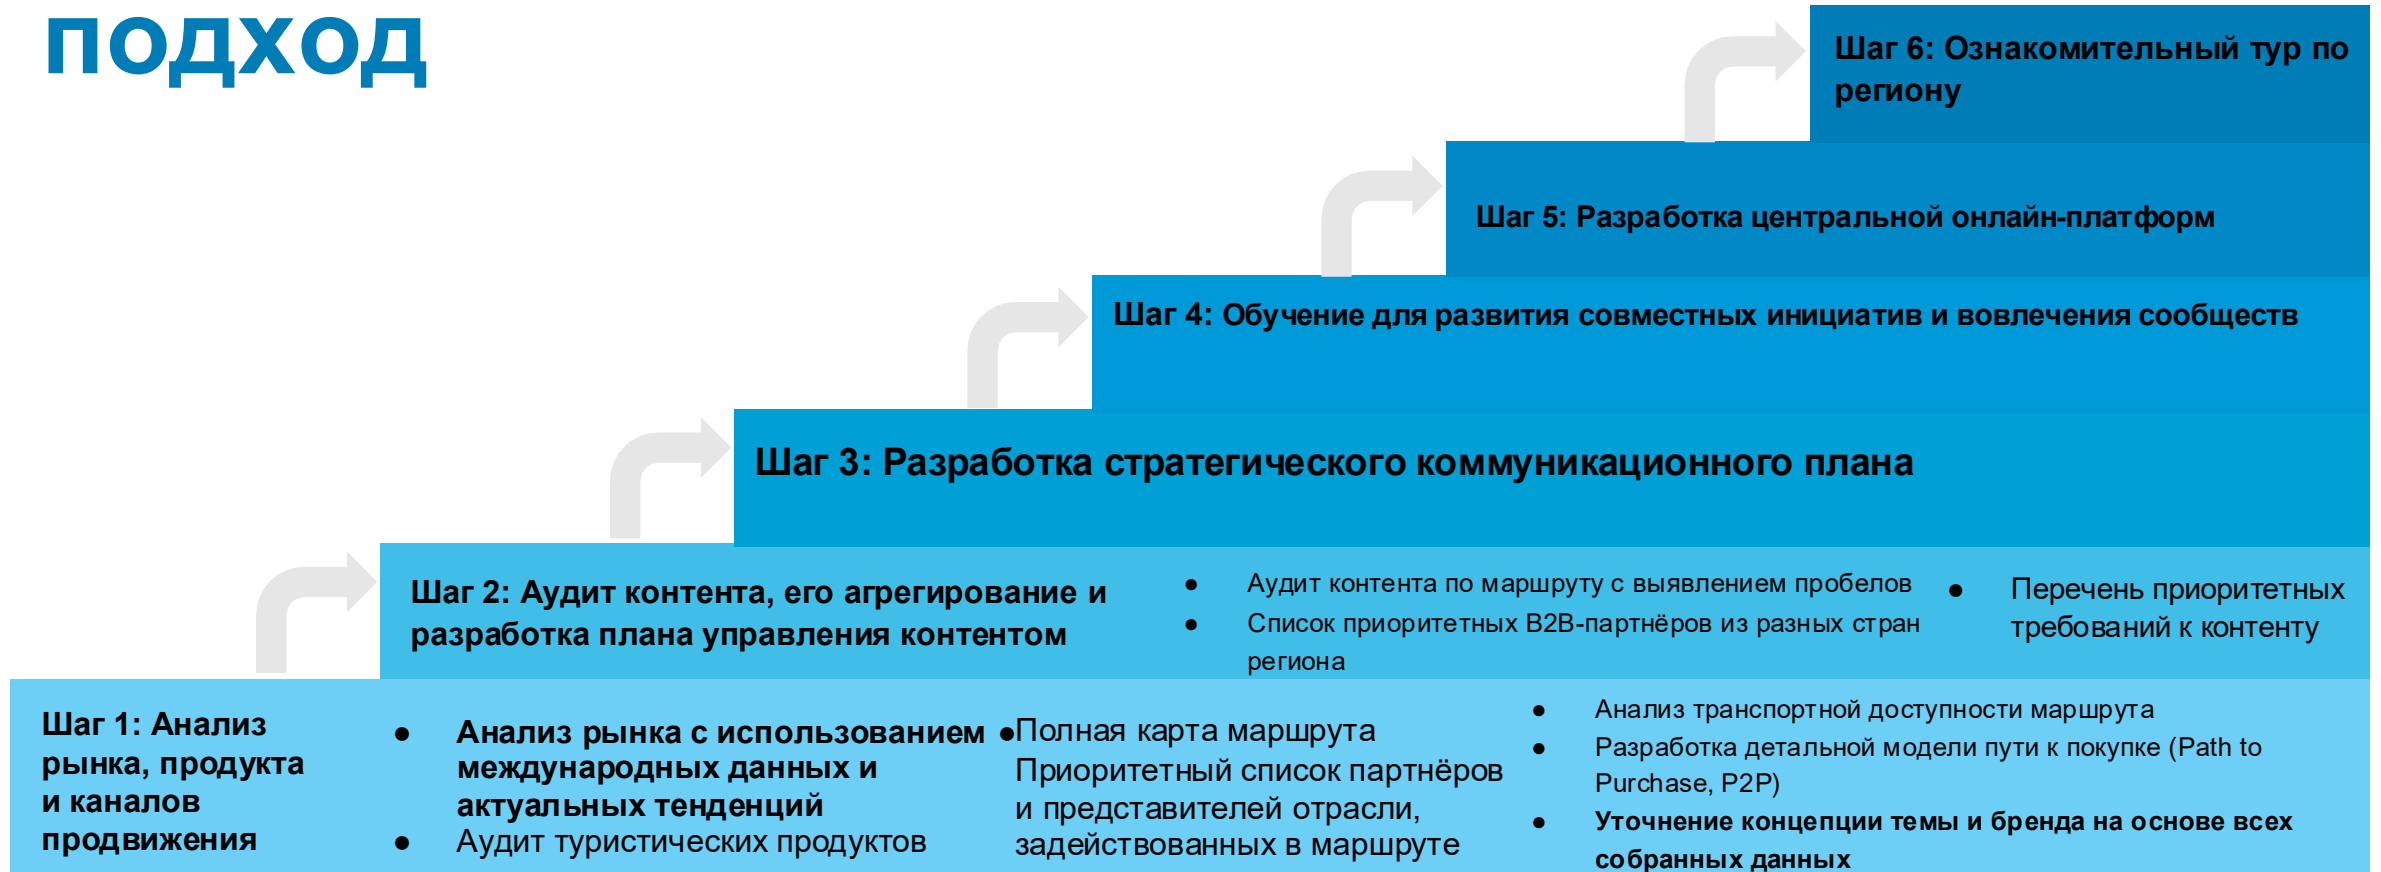 подход
Шаг 6: Ознакомительный тур по
региону
Шаг 5: Разработка центральной онлайн-платформ
Шаг 4: Обучение для развития совместных инициатив и вовлечения сообществ
Шаг 3: Разработка стратегического коммуникационного плана
Шаг 2: Аудит контента, его агрегирование и
разработка плана управления контентом
● Аудит контента по маршруту с выявлением пробелов
● Список приоритетных B2B-партнёров из разных стран
региона
● Перечень приоритетных
требований к контенту
Шаг 1: Анализ
рынка, продукта
и каналов
продвижения
● Анализ рынка с использованием
международных данных и
актуальных тенденций
● Аудит туристических продуктов
● Полная карта маршрута
Приоритетный список партнёров
и представителей отрасли,
задействованных в маршруте
● Анализ транспортной доступности маршрута
● Разработка детальной модели пути к покупке (Path to
Purchase, P2P)
● Уточнение концепции темы и бренда на основе всех
собранных данных